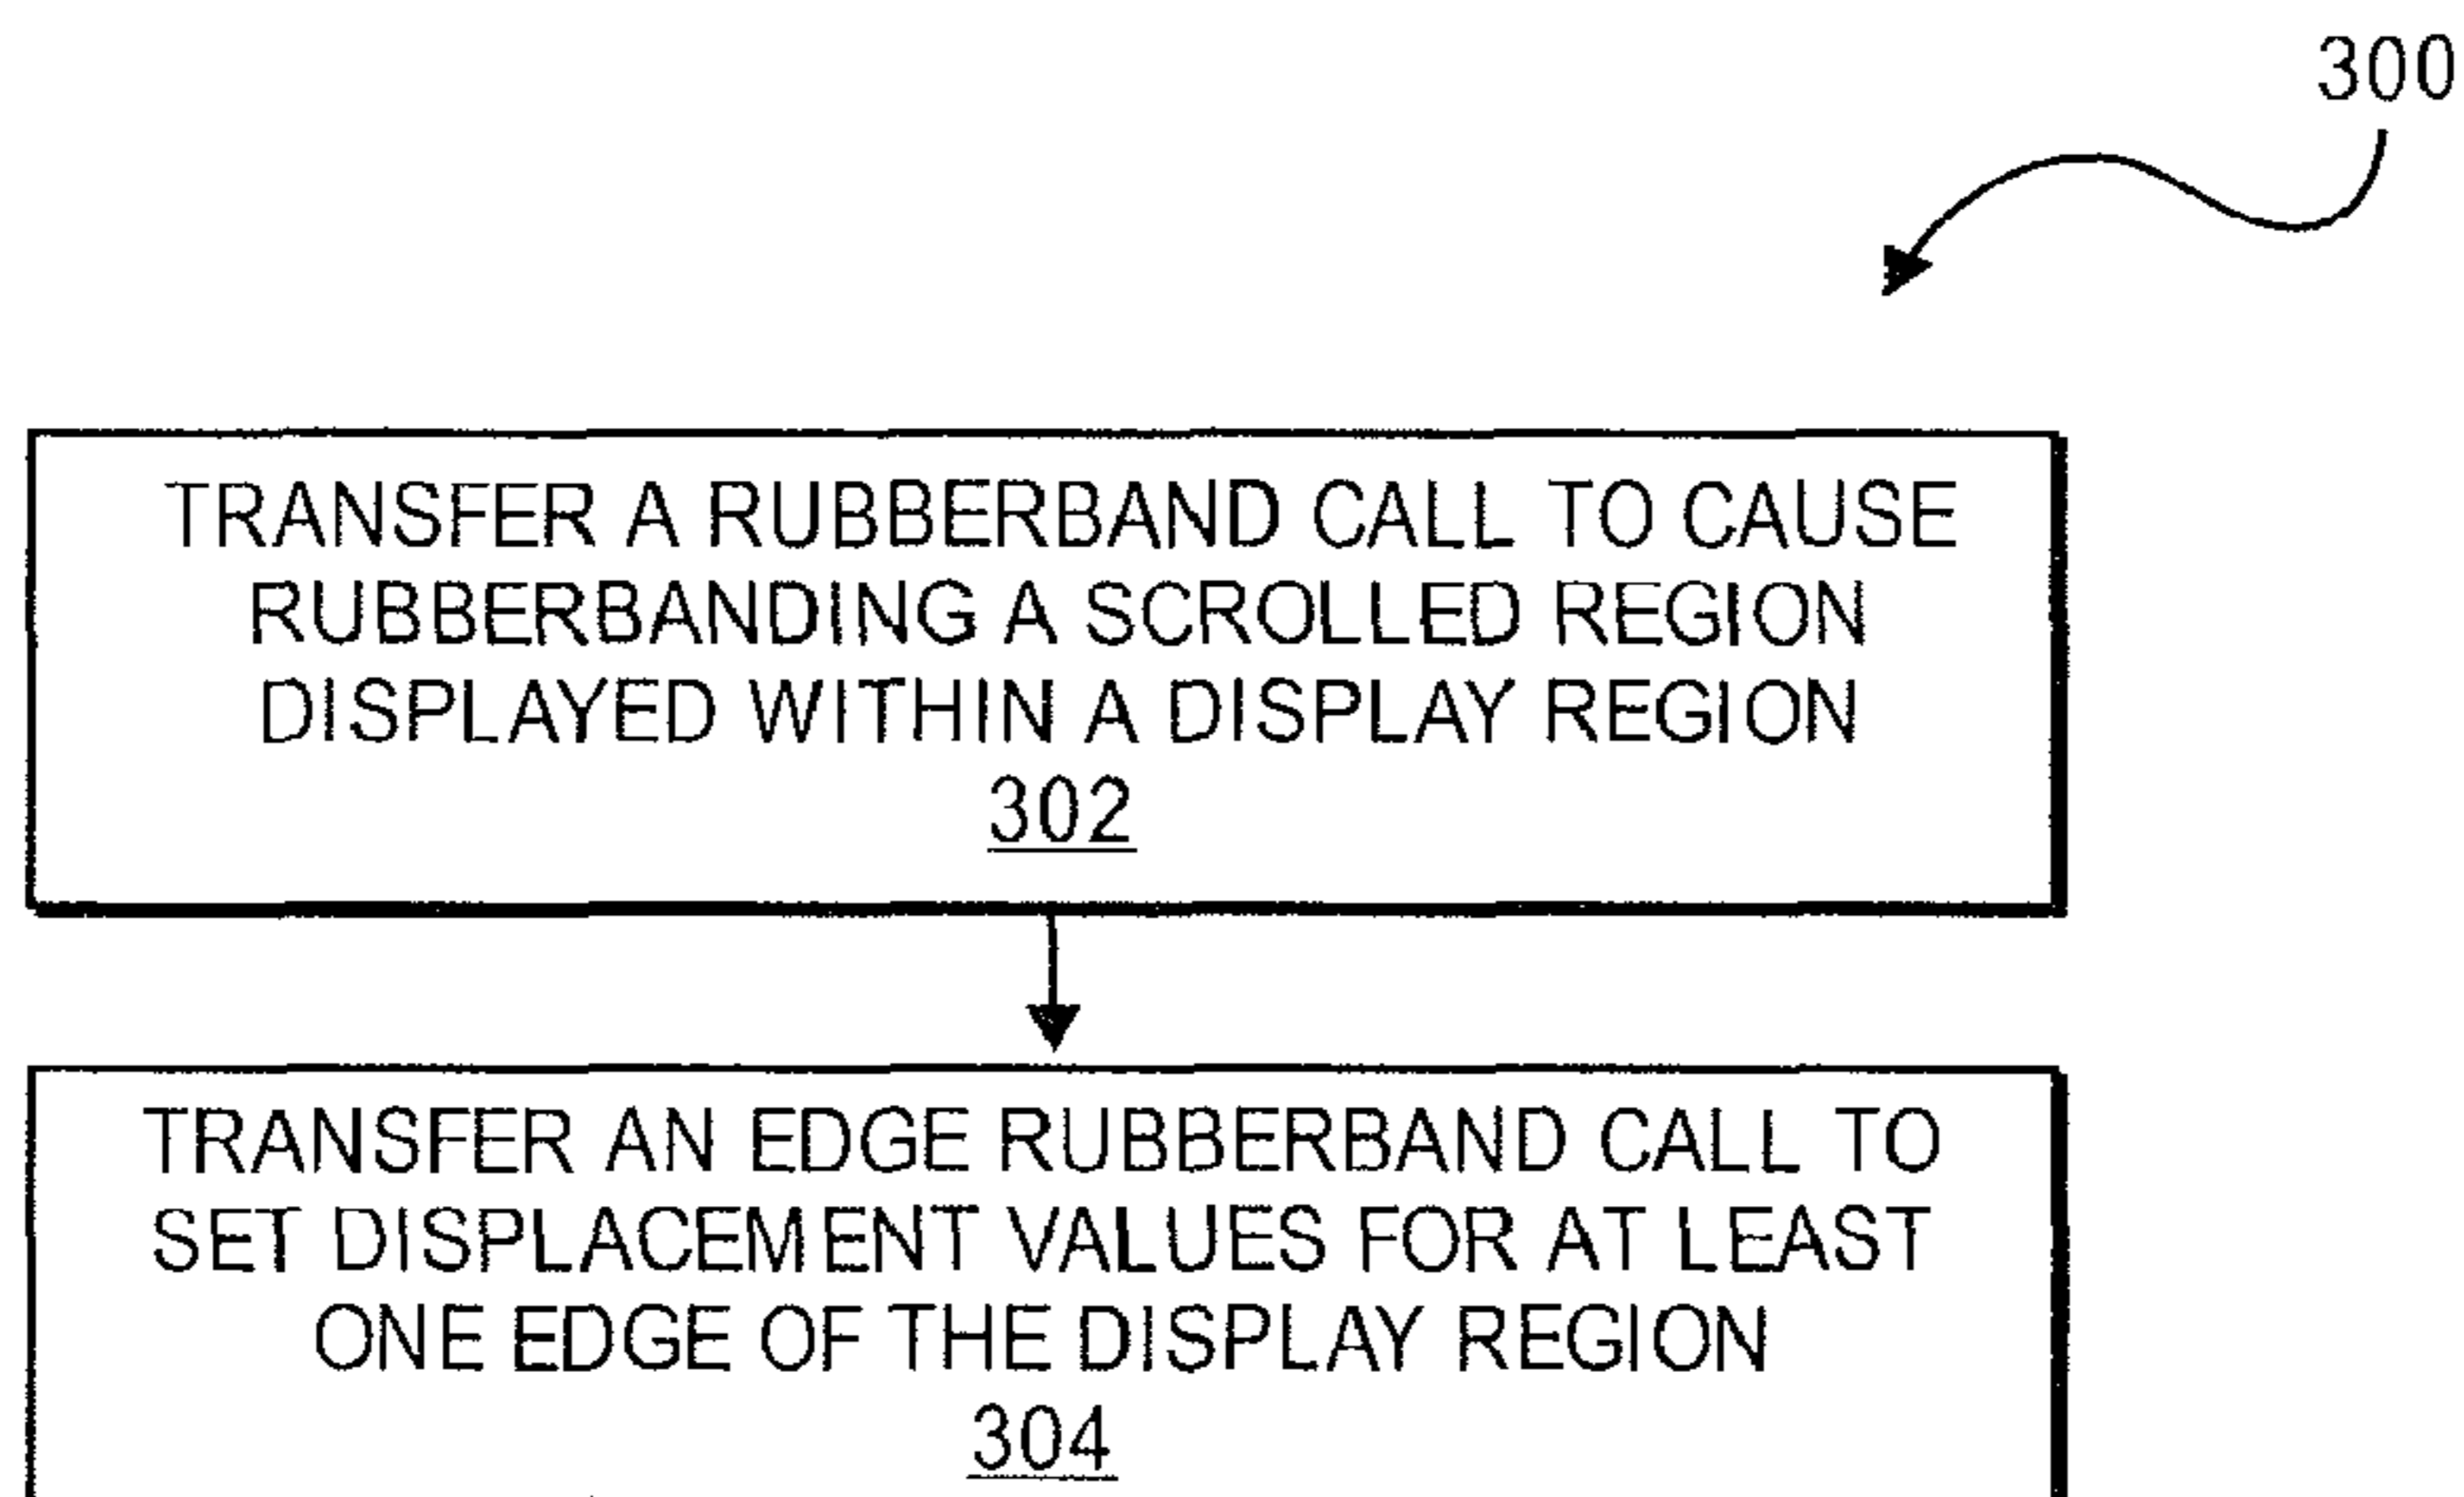 300
TRANSFER A RUBBERBAND CALL TO CAUSE
RUBBERBANDING A SCROLLED REGION
DISPLAYED WITHIN A DISPLAY REGION
302
TRANSFER AN EDGE RUBBERBAND CALL TO
SET DISPLACEMENT VALUES FOR AT LEAST
ONE EDGE OF THE DISPLAY REGION
304